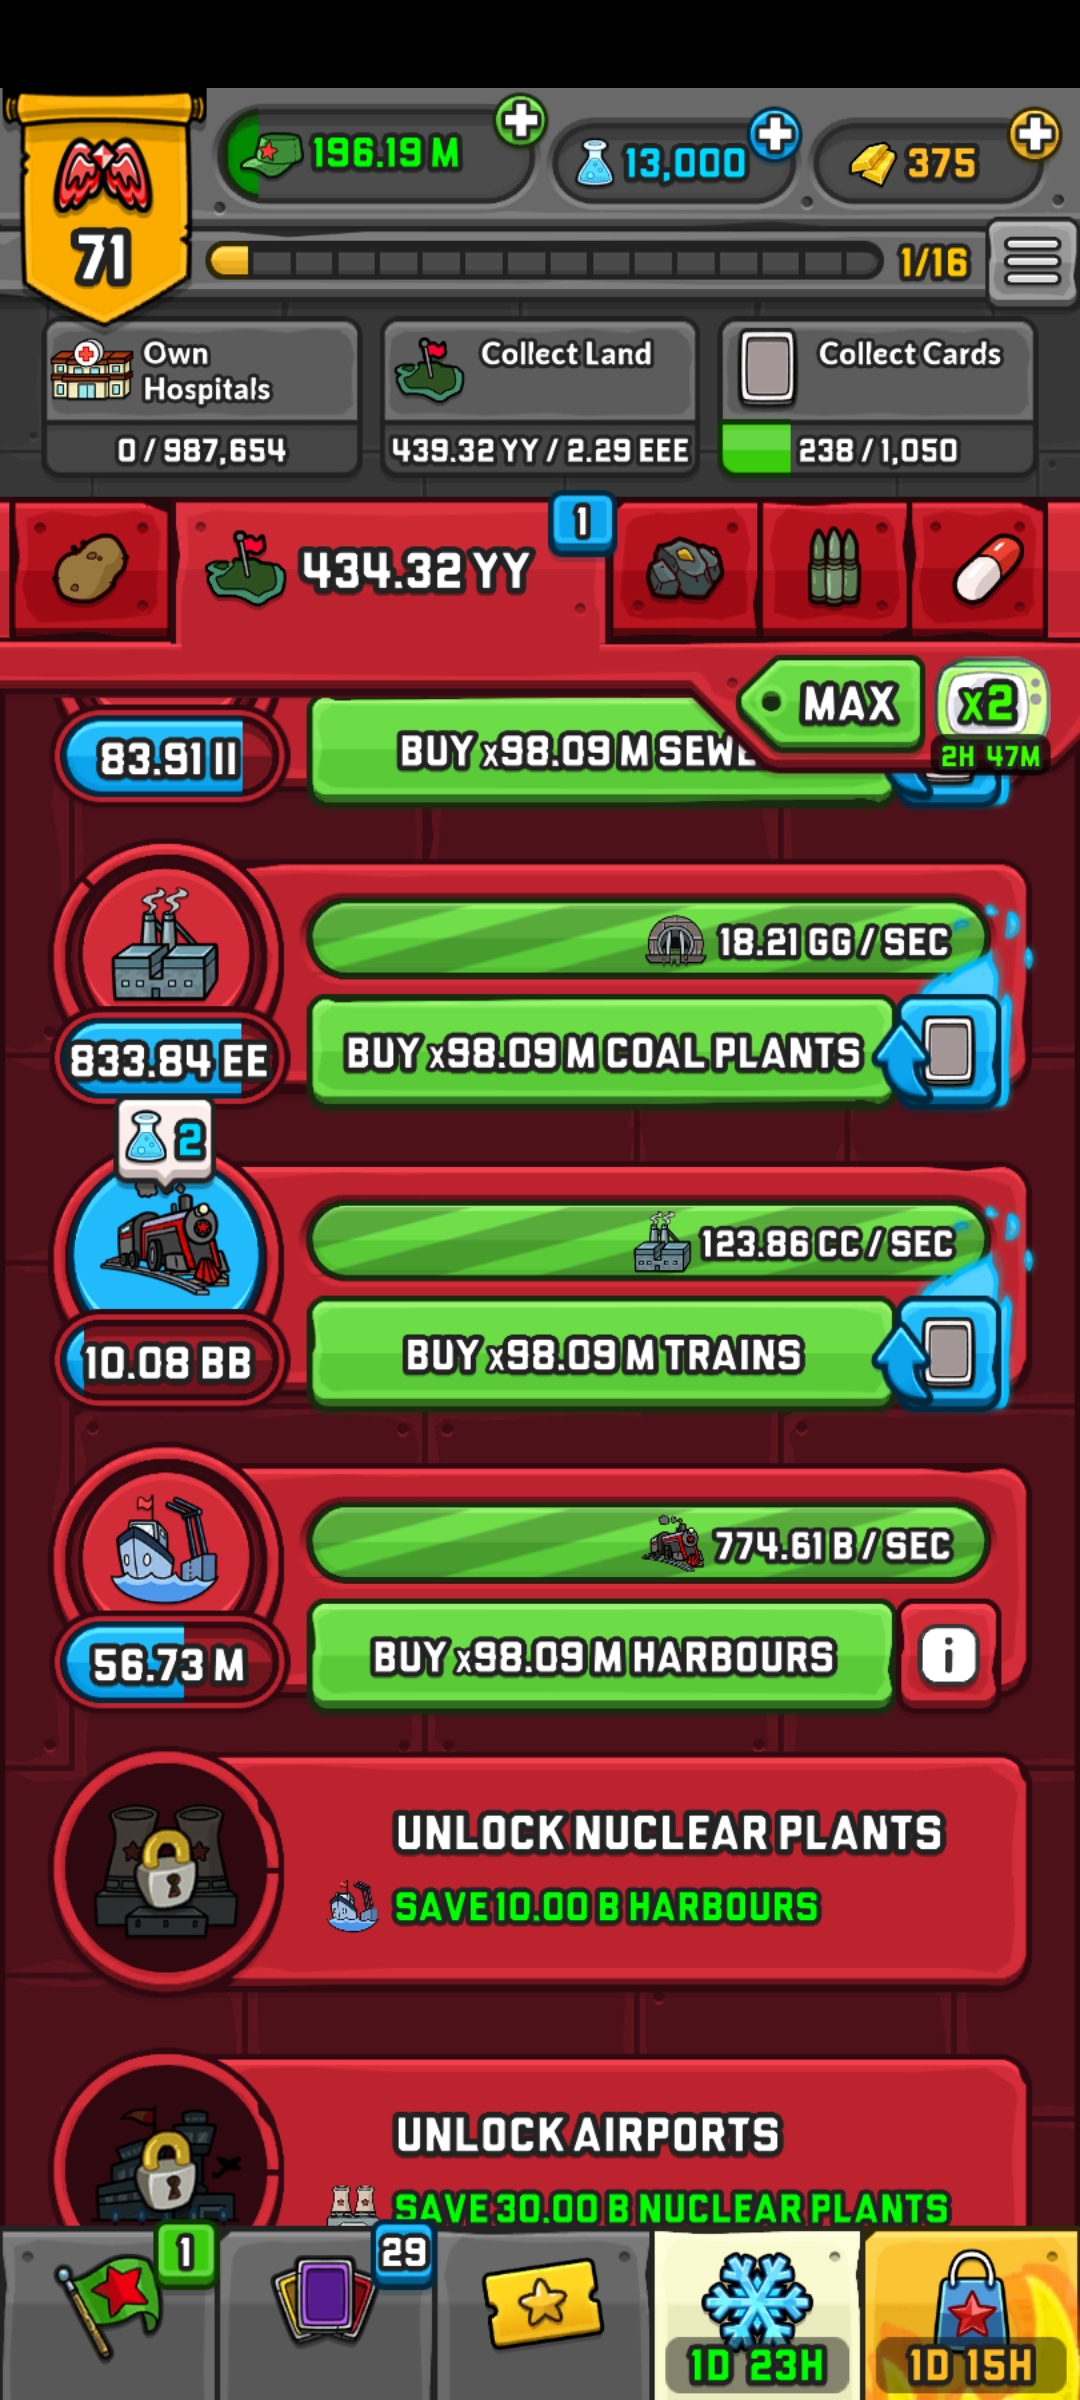 196.19 M
13,000
375
71
1/16
Own
Hospitals
0 / 987,654
Collect Land
439.32 YY / 2.29 EEE
Collect Cards
238 / 1,050
434.32 YY
1
MAX
x2
2H 47M
83.91 II
BUY x98.09 M SEWE
18.21 GG / SEC
833.84 EE
BUY x98.09 M COAL PLANTS
2
123.86 CC / SEC
10.08 BB
BUY x98.09 M TRAINS
774.61 B / SEC
56.73 M
BUY x98.09 M HARBOURS
i
UNLOCK NUCLEAR PLANTS
SAVE 10.00 B HARBOURS
UNLOCK AIRPORTS
SAVE 30.00 B NUCLEAR PLANTS
1
29
1D 23H
1D 15H